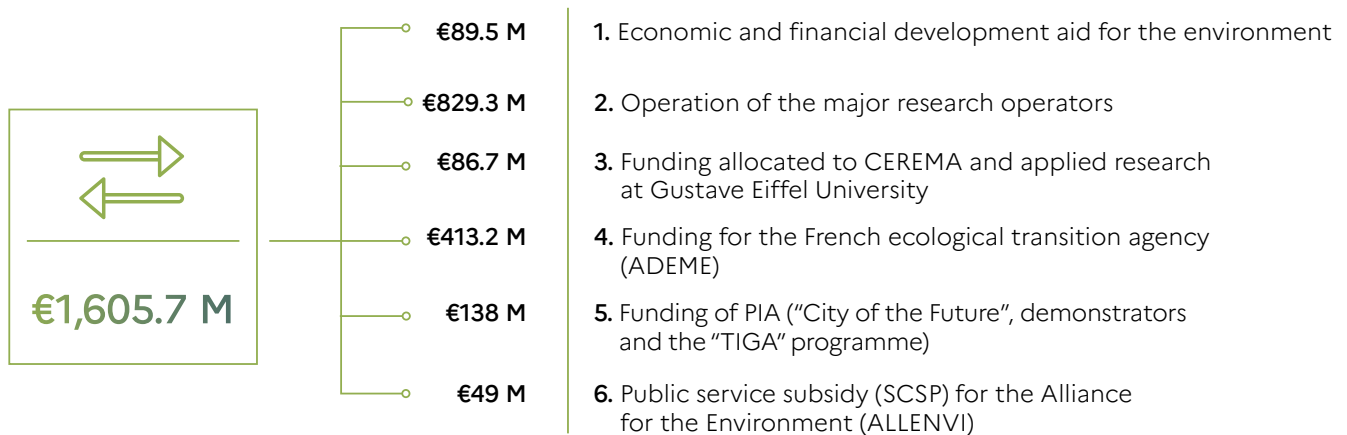 €1,605.7 M
€89.5 M
1. Economic and financial development aid for the environment
€829.3 M
2. Operation of the major research operators
€86.7 M
3. Funding allocated to CEREMA and applied research
at Gustave Eiffel University
€413.2 M
4. Funding for the French ecological transition agency
(ADEME)
€138 M
5. Funding of PIA (“City of the Future”, demonstrators
and the “TIGA” programme)
€49 M
6. Public service subsidy (SCSP) for the Alliance
for the Environment (ALLENVI)